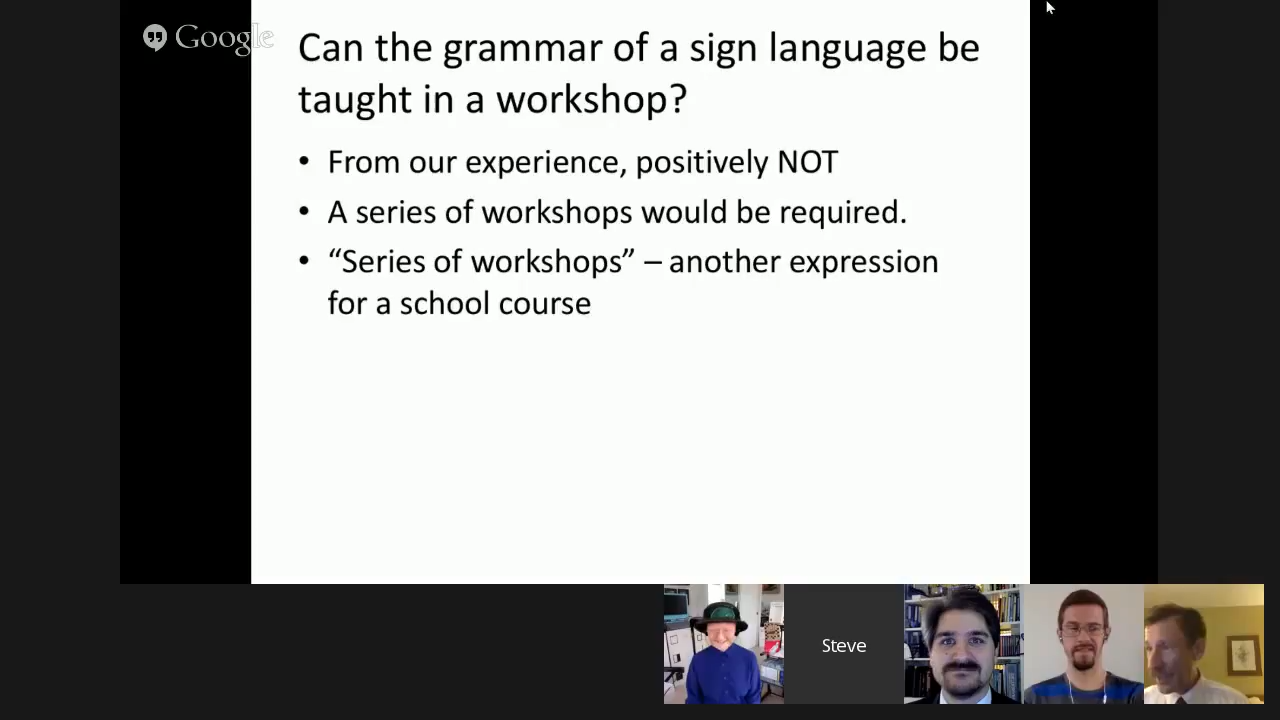 Google
Can the grammar of a sign language be
taught in a workshop?
• From our experience, positively NOT
• A series of workshops would be required.
• “Series of workshops” – another expression
for a school course
Steve